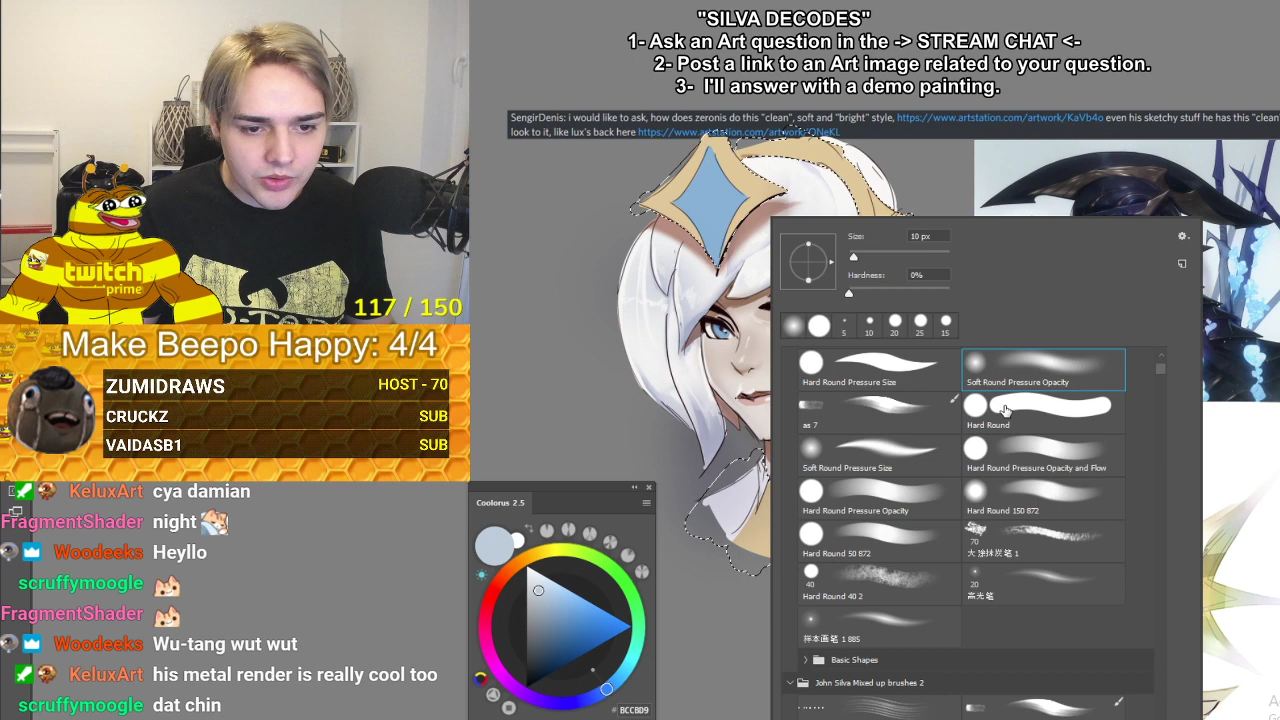 "SILVA DECODES"
1- Ask an Art question in the -> STREAM CHAT <-
2- Post a link to an Art image related to your question.
3- I'll answer with a demo painting.
SengirDenis: i would like to ask, how does zeronis do this "clean", soft and "bright" style, https://www.artstation.com/artwork/KaVb4o even his sketchy stuff he has this "clean
look to it, like lux's back here https://www.artstation.com/artwork/
twitch
prime
117 / 150
Make Beepo Happy: 4/4
ZUMIDRAWS HOST - 70
CRUCKZ SUB
VAIDASB1 SUB
KeluxArt cya damian
FragmentShader night
Woodeeks Heyllo
scruffymoogle
FragmentShader
Woodeeks Wu-tang wut wut
KeluxArt his metal render is really cool too
scruffymoogle dat chin
Coolorus 2.5
# BCCBD9
Size: 10 px
Hardness: 0%
5 10 20 25 15
Hard Round Pressure Size
Soft Round Pressure Opacity
as 7
Hard Round
Soft Round Pressure Size
Hard Round Pressure Opacity and Flow
Hard Round Pressure Opacity
Hard Round 150 872
Hard Round 50 872
70
大涂抹炭笔 1
40
Hard Round 40 2
20
高光笔
样本画笔 1 885
Basic Shapes
John Silva Mixed up brushes 2